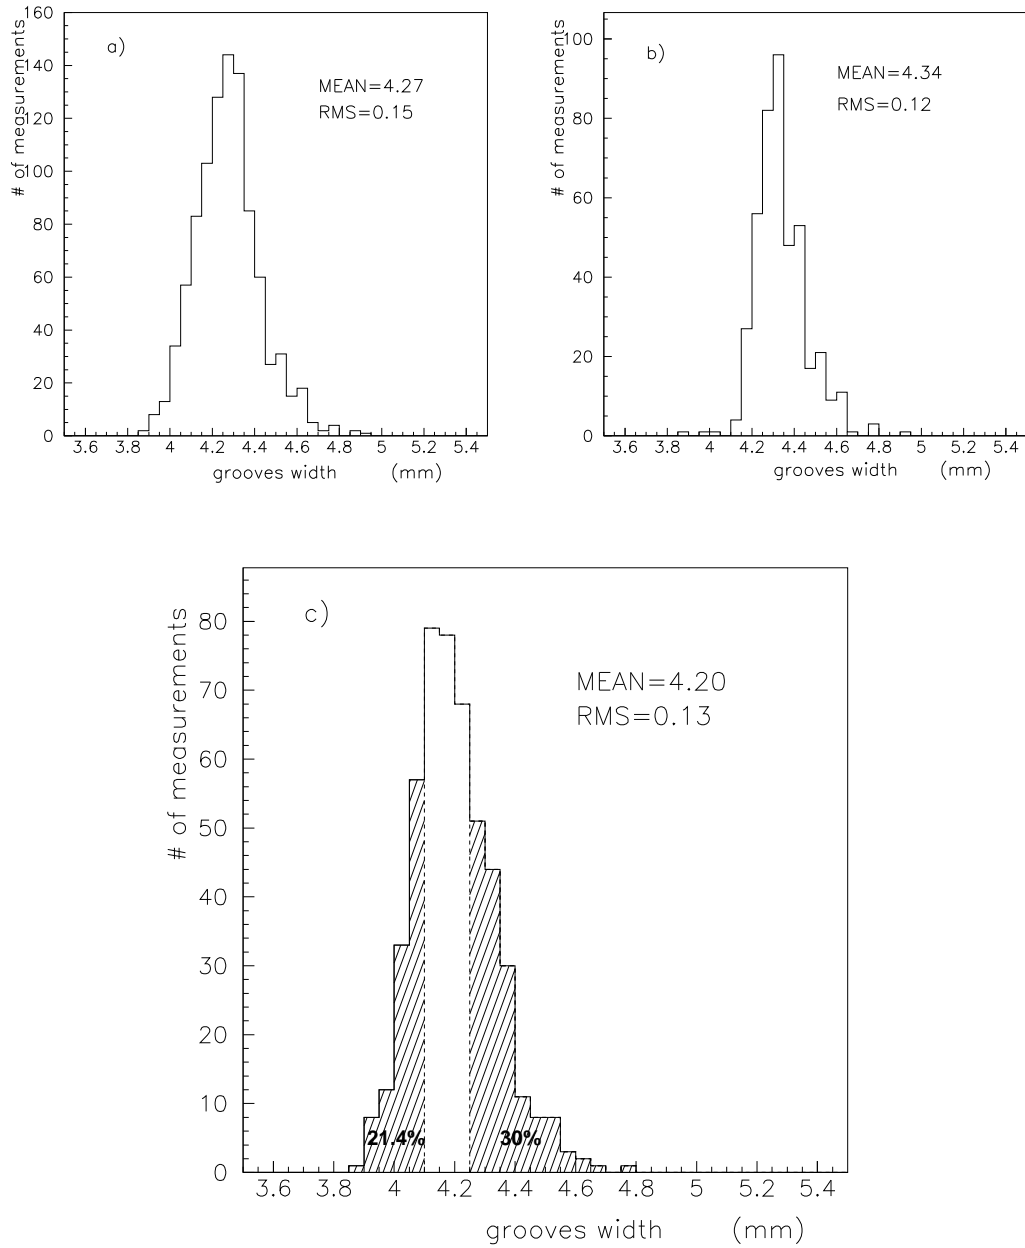 a)
MEAN=4.27
RMS=0.15
# of measurements
160
140
120
100
80
60
40
20
0
3.6 3.8 4 4.2 4.4 4.6 4.8 5 5.2 5.4
grooves width (mm)
b)
MEAN=4.34
RMS=0.12
# of measurements
100
80
60
40
20
0
3.6 3.8 4 4.2 4.4 4.6 4.8 5 5.2 5.4
grooves width (mm)
c)
MEAN=4.20
RMS=0.13
# of measurements
80
70
60
50
40
30
20
10
0
21.4% 30%
3.6 3.8 4 4.2 4.4 4.6 4.8 5 5.2 5.4
grooves width (mm)